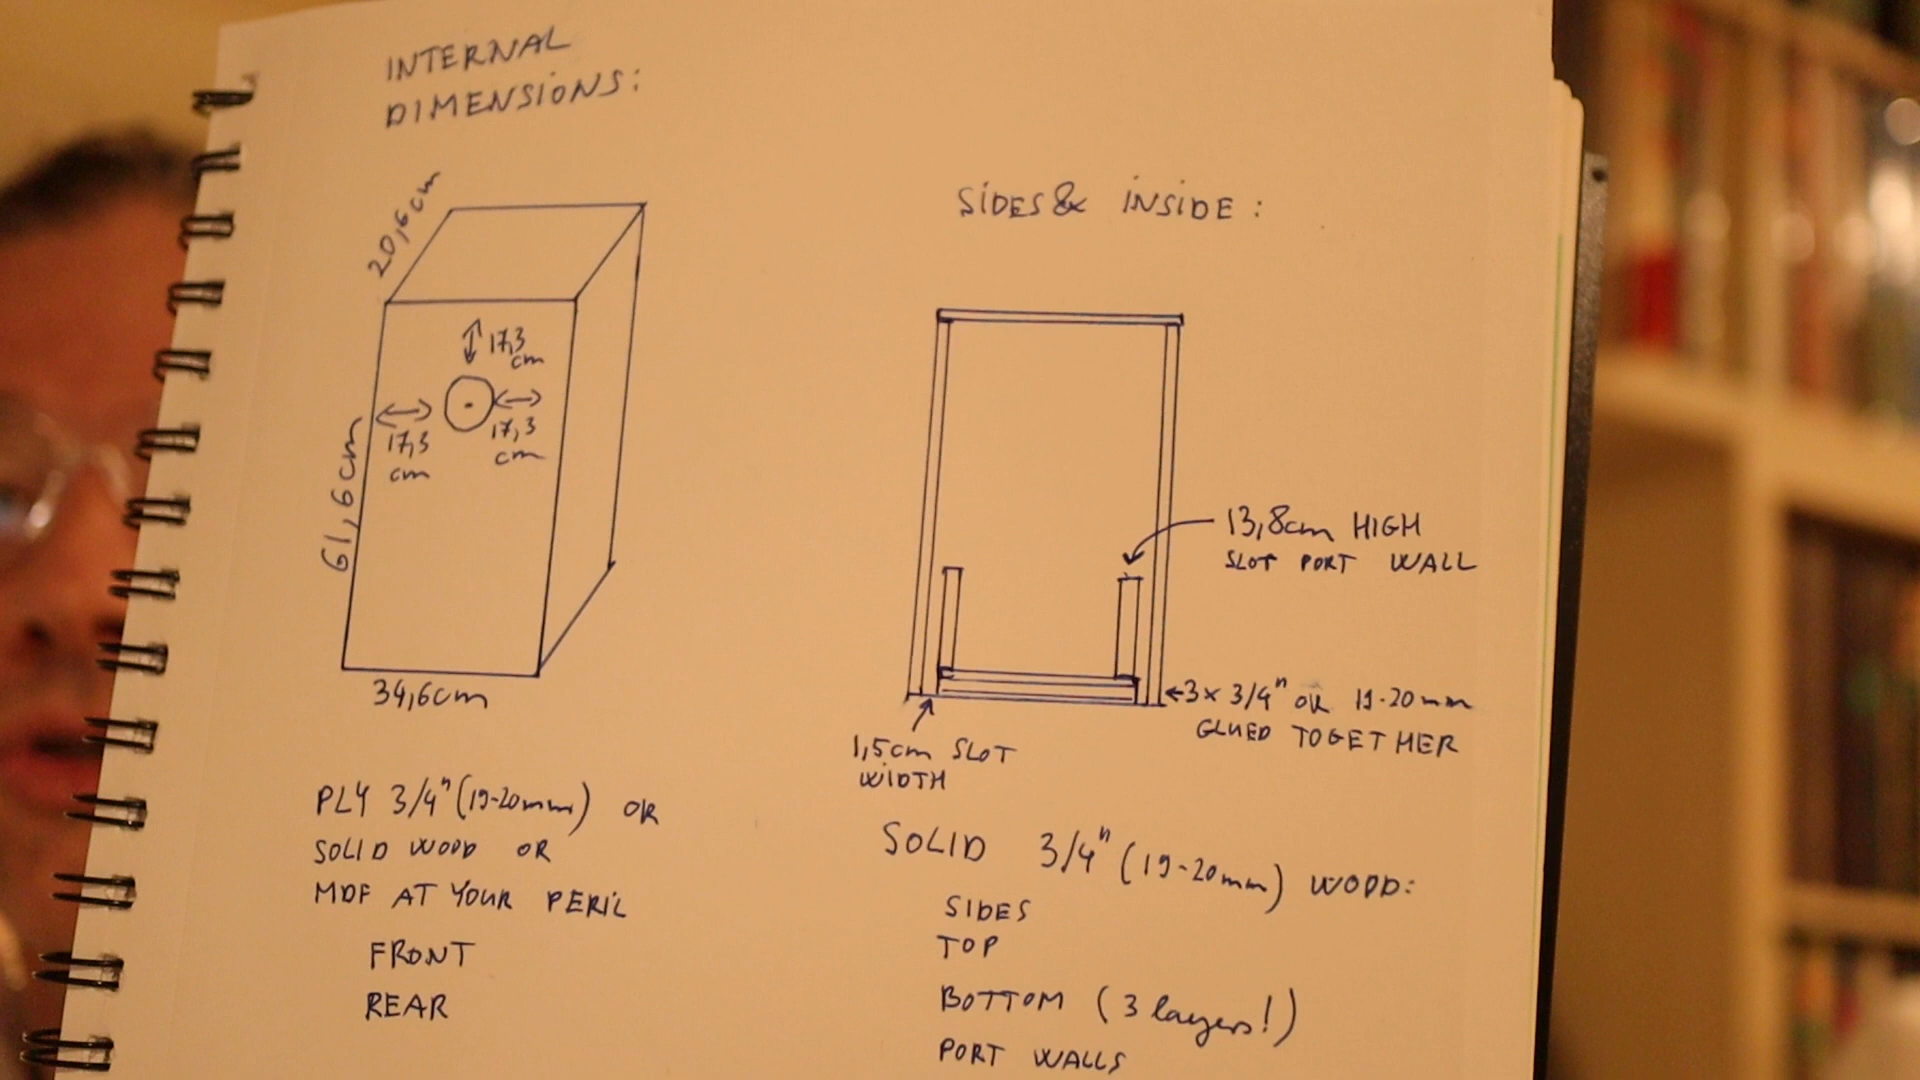 INTERNAL
DIMENSIONS:
20,6cm
17,3
cm
17,3
cm
17,3
cm
61,6cm
34,6cm
PLY 3/4" (19-20mm) OR
SOLID WOOD OR
MDF AT YOUR PERIL
FRONT
REAR
SIDES & INSIDE:
13,8cm HIGH
SLOT PORT WALL
3x 3/4" OR 19-20mm
GLUED TOGETHER
1,5cm SLOT
WIDTH
SOLID 3/4" (19-20mm) WOOD:
SIDES
TOP
BOTTOM (3 layers!)
PORT WALLS